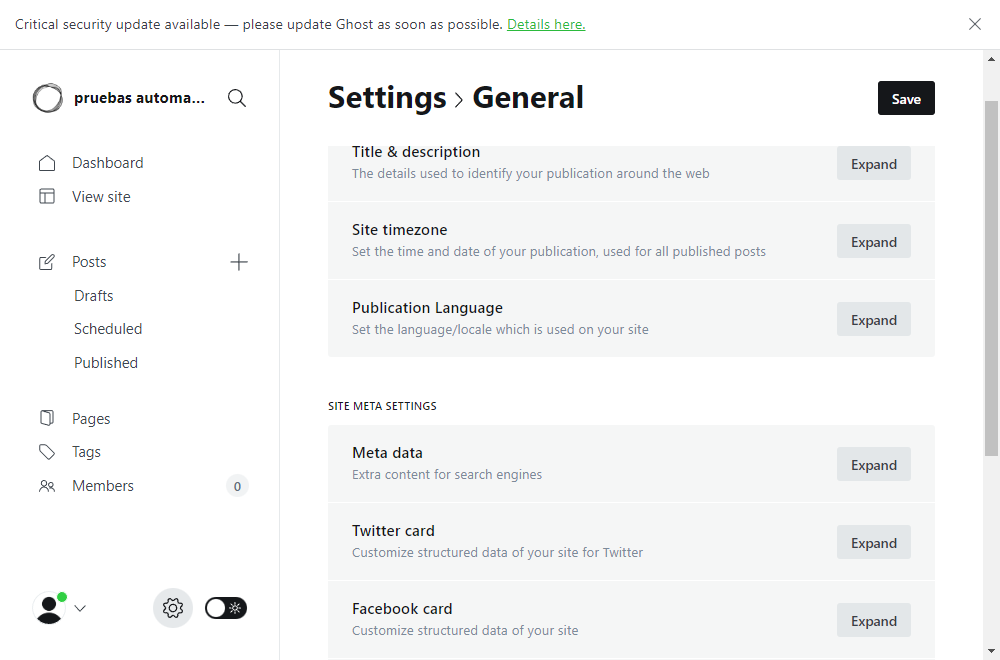 Critical security update available — please update Ghost as soon as possible. Details here.
pruebas automa...
Settings > General
Save
Dashboard
View site
Posts
Drafts
Scheduled
Published
Pages
Tags
Members
0
Title & description
The details used to identify your publication around the web
Expand
Site timezone
Set the time and date of your publication, used for all published posts
Expand
Publication Language
Set the language/locale which is used on your site
Expand
SITE META SETTINGS
Meta data
Extra content for search engines
Expand
Twitter card
Customize structured data of your site for Twitter
Expand
Facebook card
Customize structured data of your site
Expand